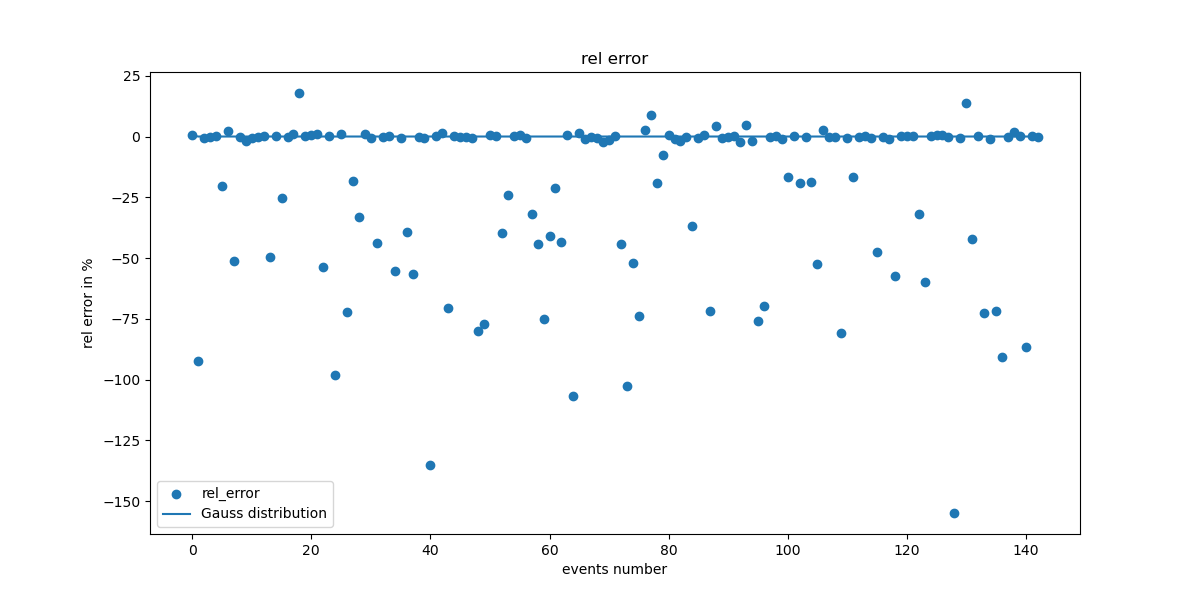 rel error
25
0
−25
−50
−75
−100
−125
−150
rel error in %
rel_error
Gauss distribution
0 20 40 60 80 100 120 140
events number